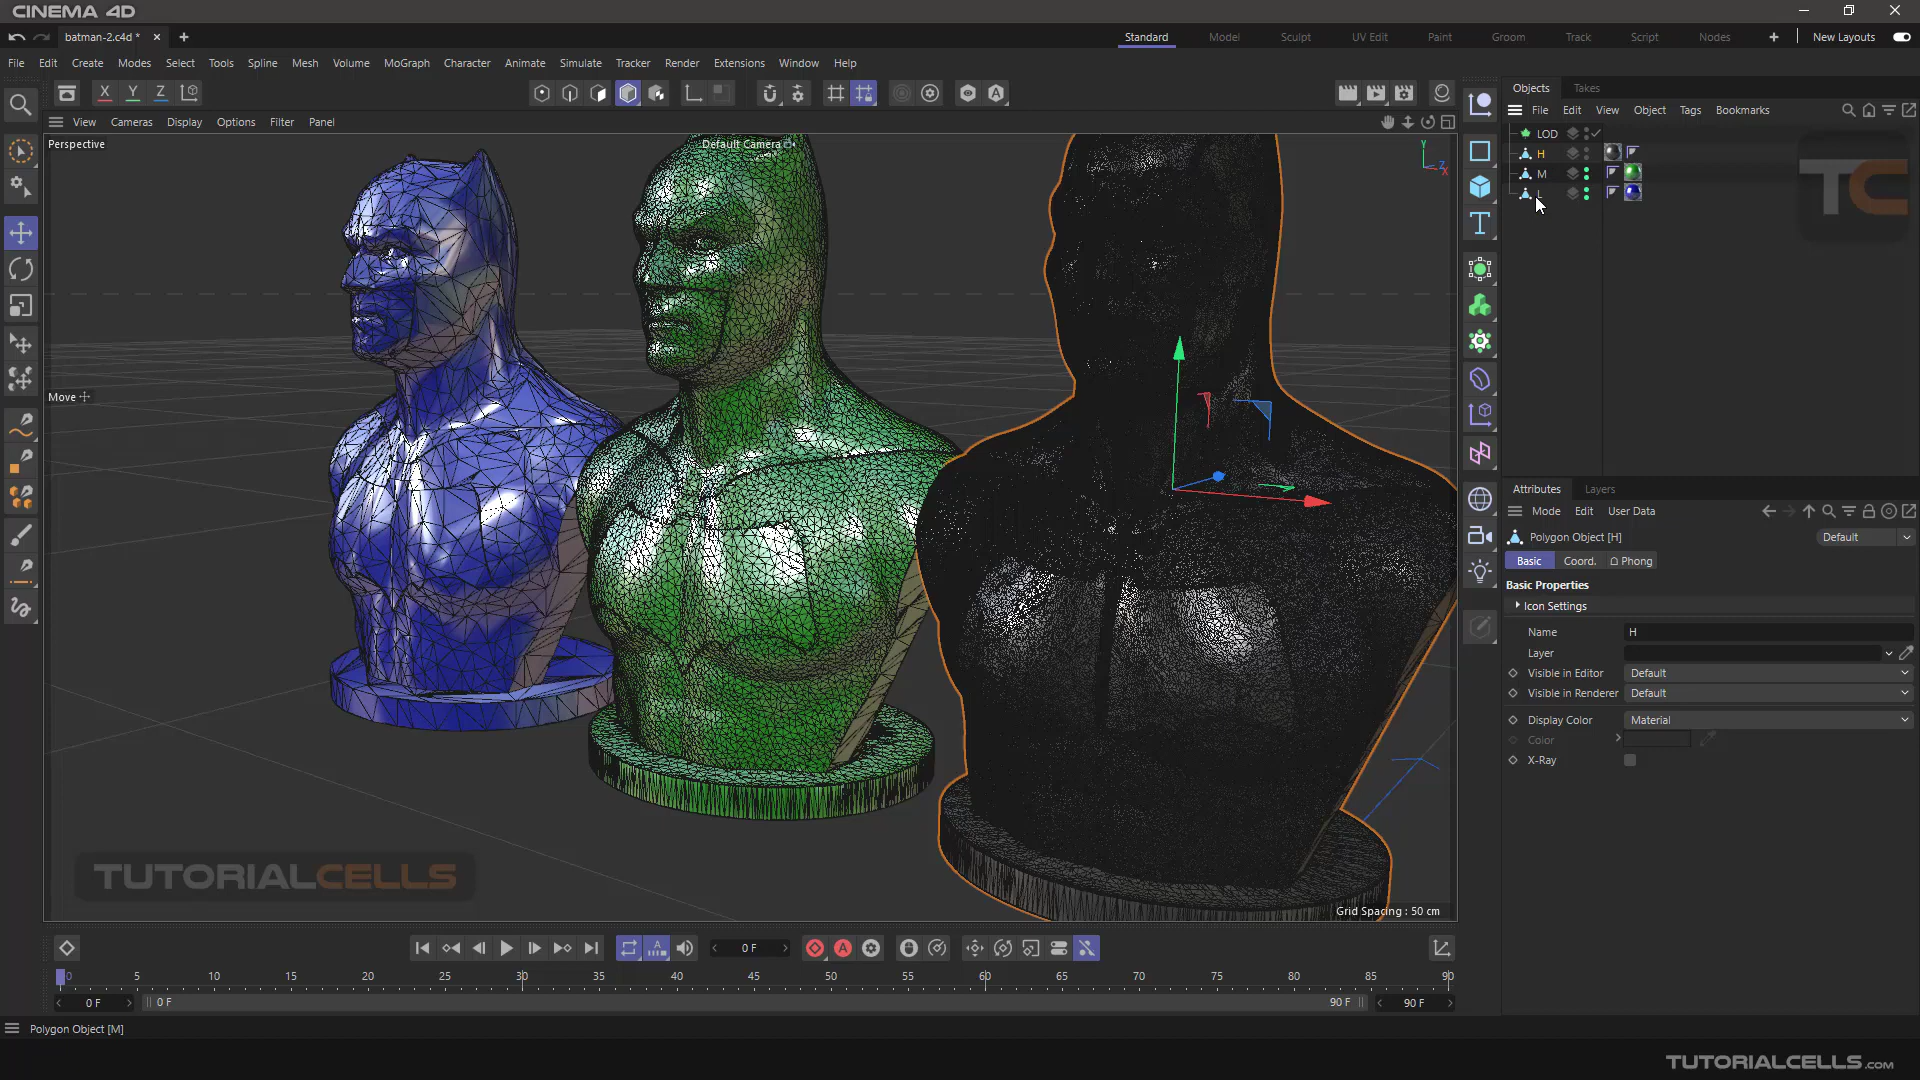 CINEMA 4D
batman-2.c4d *
Standard Model Sculpt UV Edit Paint Groom Track Script Nodes New Layouts
File Edit Create Modes Select Tools Spline Mesh Volume MoGraph Character Animate Simulate Tracker Render Extensions Window Help
X Y Z
Objects Takes
File Edit View Object Tags Bookmarks
View Cameras Display Options Filter Panel
LOD
H
M
L
TC
Perspective
Default Camera
Y
Z
X
Move
TUTORIALCELLS
Grid Spacing : 50 cm
Attributes Layers
Mode Edit User Data
Polygon Object [H]
Default
Basic Coord. Phong
Basic Properties
Icon Settings
Name H
Layer
Visible in Editor Default
Visible in Renderer Default
Display Color Material
Color
X-Ray
0 F
0 5 10 15 20 25 30 35 40 45 50 55 60 65 70 75 80 85 90
0 F 0 F 90 F 90 F
Polygon Object [M]
TUTORIALCELLS.com